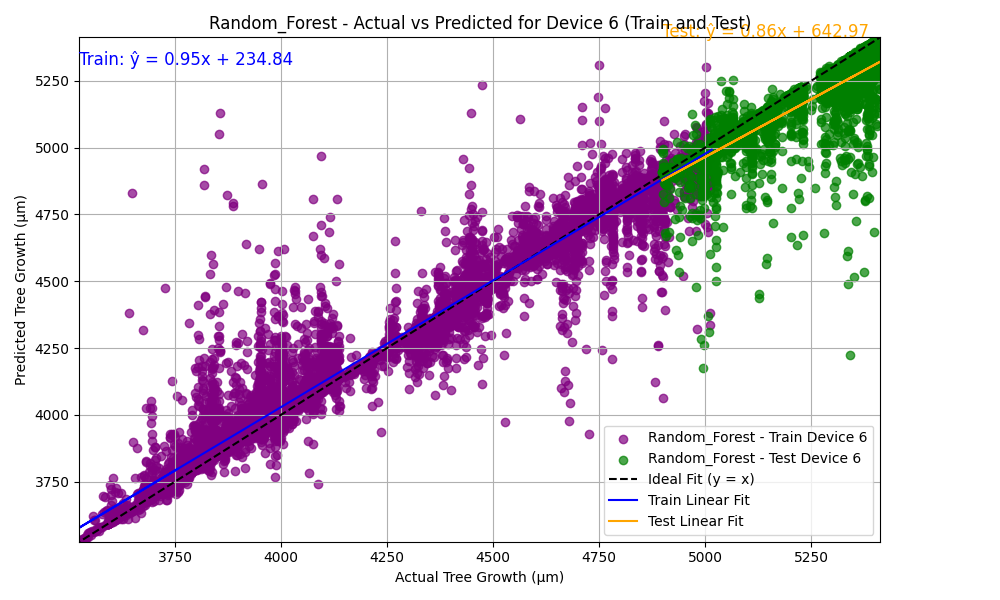 Random_Forest - Actual vs Predicted for Device 6 (Train and Test)
Test: ŷ = 0.86x + 642.97
Train: ŷ = 0.95x + 234.84
Predicted Tree Growth (μm)
5250
5000
4750
4500
4250
4000
3750
Random_Forest - Train Device 6
Random_Forest - Test Device 6
Ideal Fit (y = x)
Train Linear Fit
Test Linear Fit
3750 4000 4250 4500 4750 5000 5250
Actual Tree Growth (μm)